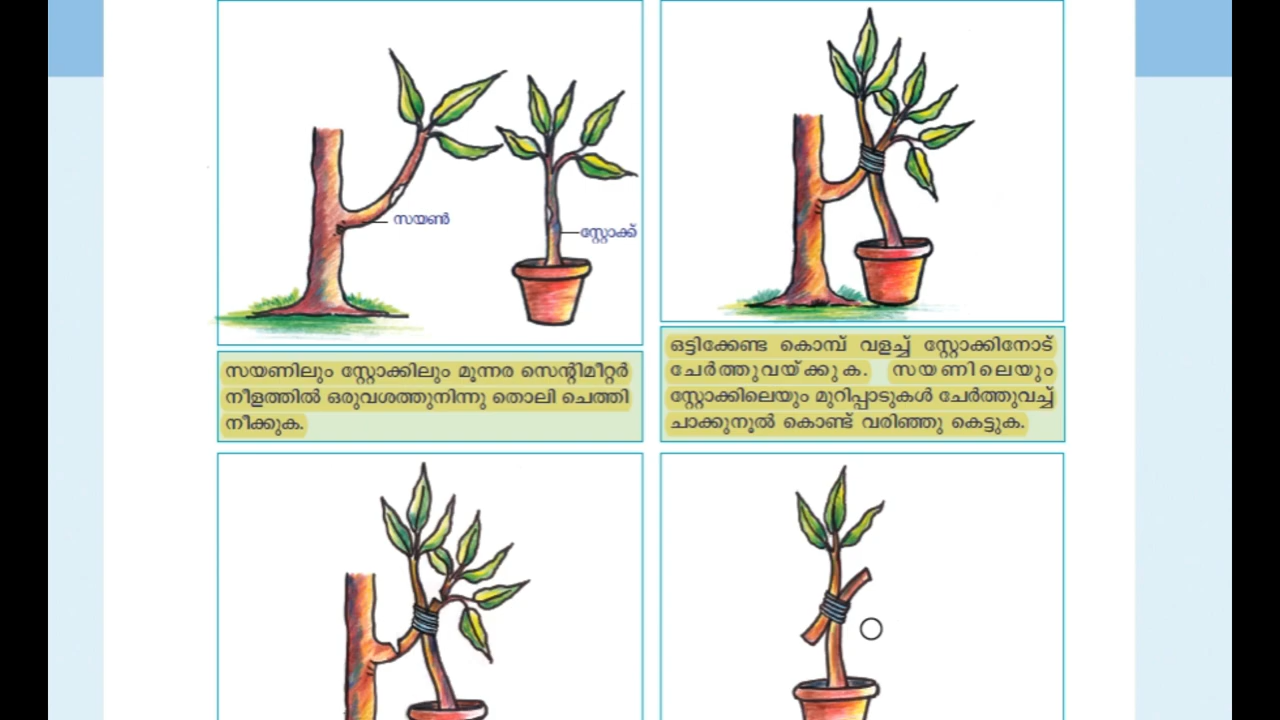 സയൺ
സ്റ്റോക്ക്
സയണിലും സ്റ്റോക്കിലും മൂന്നര സെന്റിമീറ്റർ
നീളത്തിൽ ഒരുവശത്തുനിന്നു തൊലി ചെത്തി
നീക്കുക.
ഒട്ടിക്കേണ്ട കൊമ്പ് വളച്ച് സ്റ്റോക്കിനോട്
ചേർത്തുവയ്ക്കുക. സയണിലെയും
സ്റ്റോക്കിലെയും മുറിപ്പാടുകൾ ചേർത്തുവച്ച്
ചാക്കുനൂൽ കൊണ്ട് വരിഞ്ഞു കെട്ടുക.